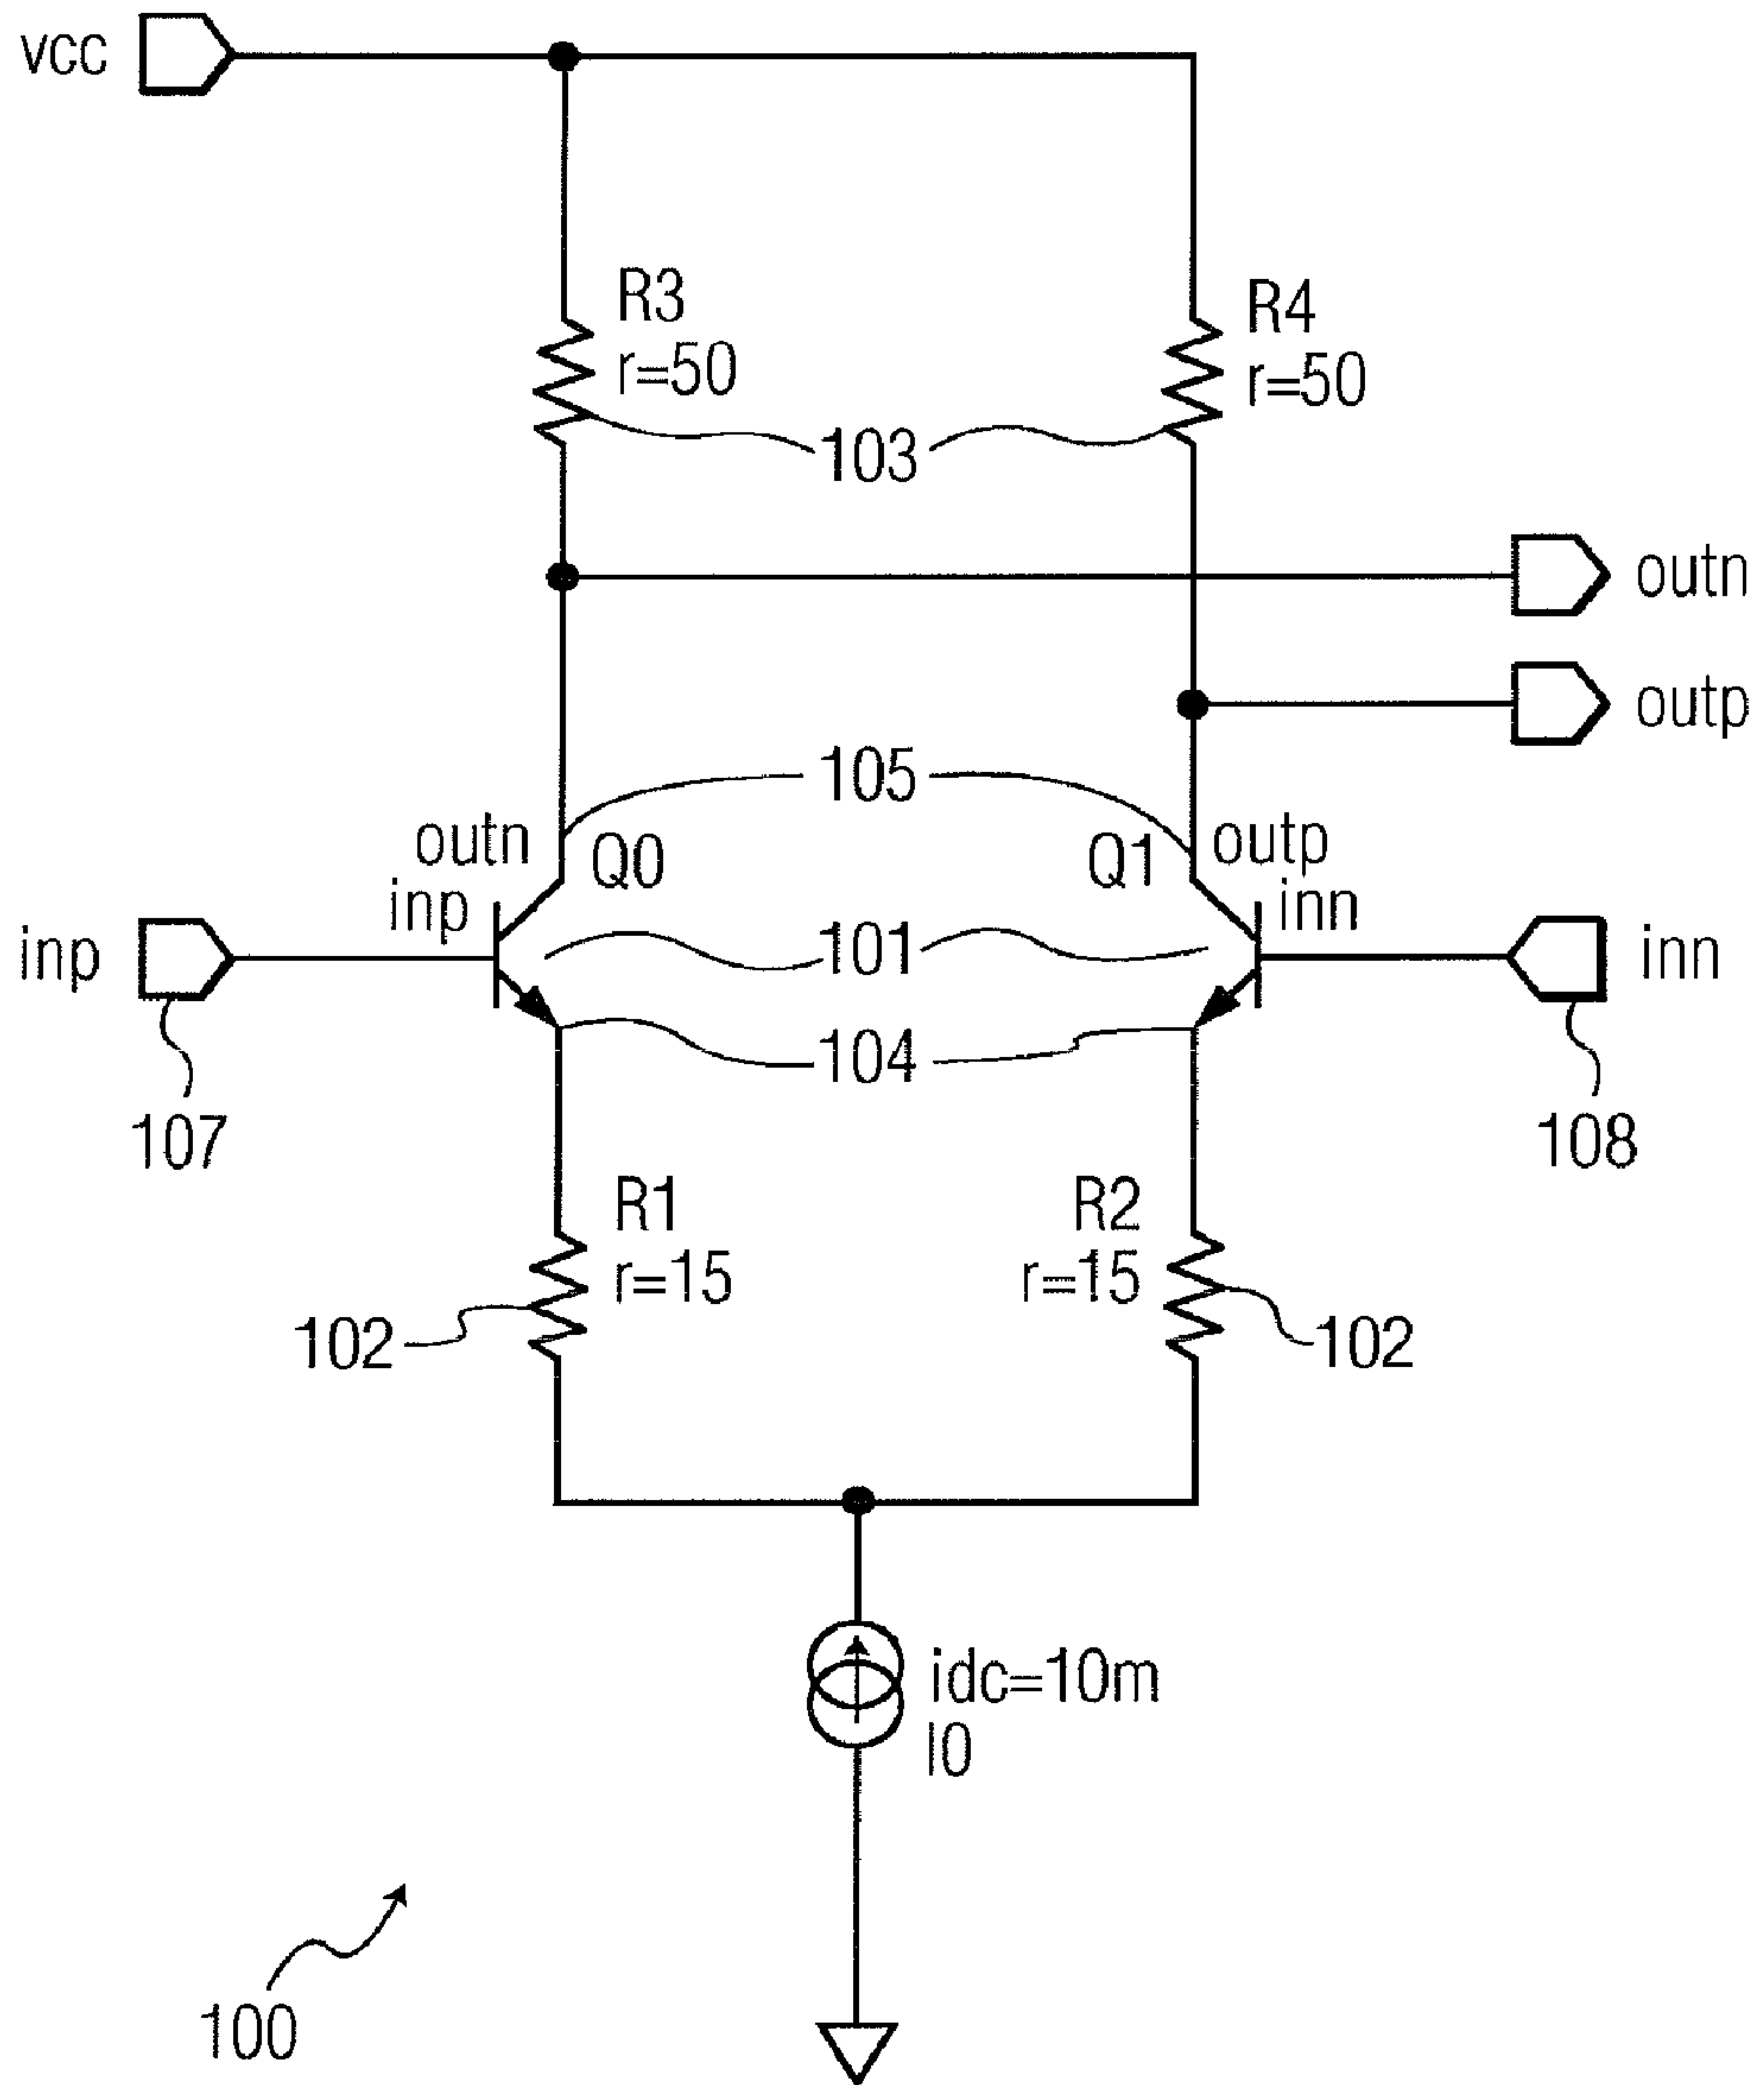 vcc
R3
r=50
R4
r=50
103
outn
outp
105
outn
Q0
Q1
outp
inp
inn
inp
101
inn
104
107
108
R1
r=15
R2
r=15
102
102
idc=10m
I0
100